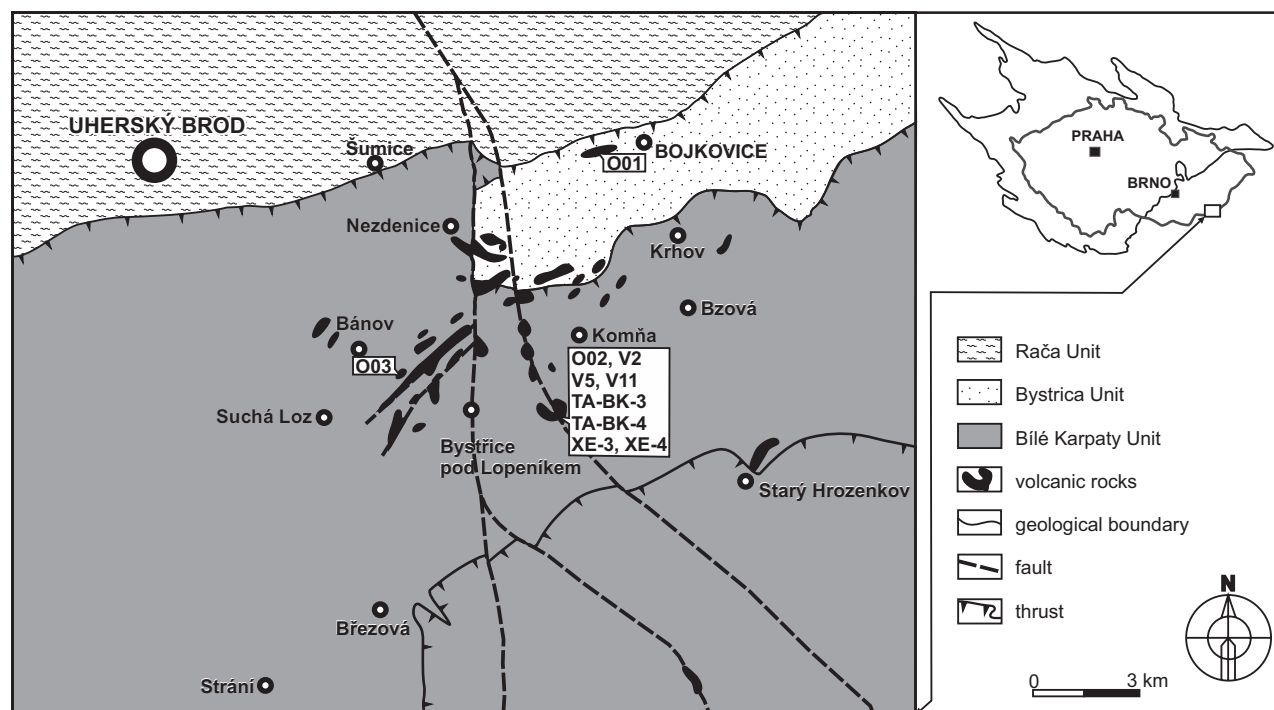 UHERSKÝ BROD
Šumice
BOJKOVICE
O01
Nezdenice
Krhov
Bzová
Bánov
O03
Komňa
O02, V2
V5, V11
TA-BK-3
TA-BK-4
XE-3, XE-4
Suchá Loz
Bystřice
pod Lopeníkem
Starý Hrozenkov
Březová
Strání
PRAHA
BRNO
Rača Unit
Bystrica Unit
Bílé Karpaty Unit
volcanic rocks
geological boundary
fault
thrust
N
0 3 km